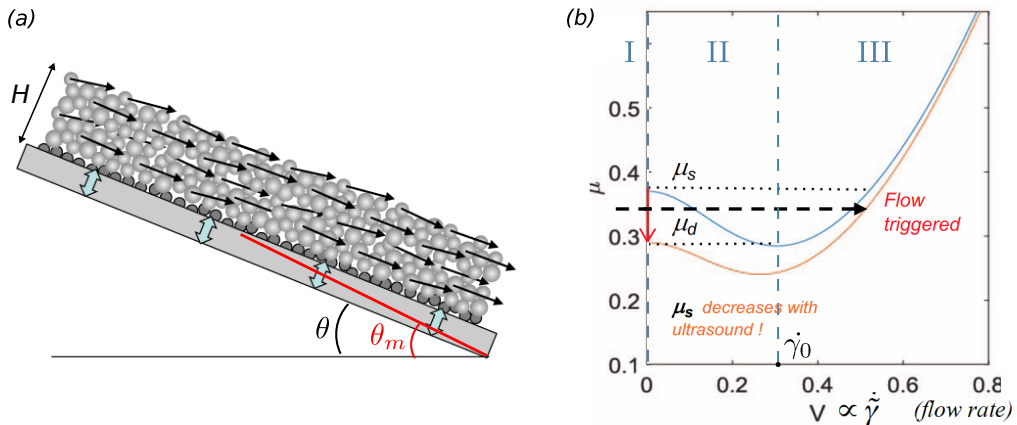 (a)
H
θ
θm
(b)
I
II
III
0.5
0.4
0.3
0.2
0.1
μ
μs
μd
Flow
triggered
μs decreases with
ultrasound !
γ̇0
0
0.2
0.4
0.6
0.8
V ∝ γ̃̇ (flow rate)